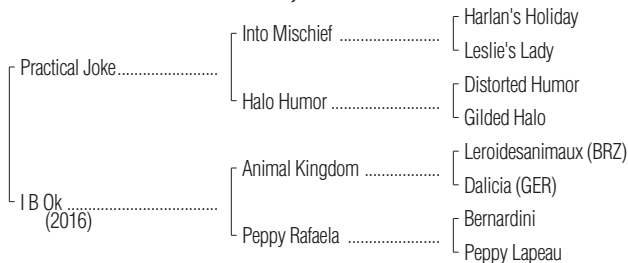 Harlan's Holiday
Into Mischief ....................
Leslie's Lady
Practical Joke....................
Distorted Humor
Halo Humor ......................
Gilded Halo
Leroidesanimaux (BRZ)
Animal Kingdom ...............
Dalicia (GER)
I B Ok ..............................
(2016)
Bernardini
Peppy Rafaela ..................
Peppy Lapeau